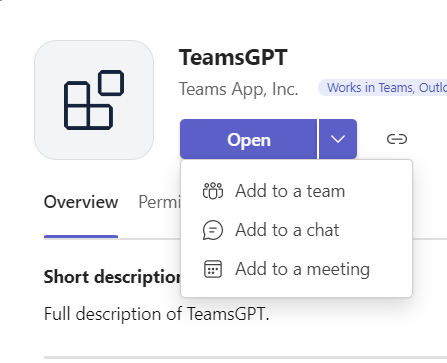 TeamsGPT
Teams App, Inc.
Works in Teams, Outlo
Open
Add to a team
Add to a chat
Add to a meeting
Overview
Permi
Short description
Full description of TeamsGPT.